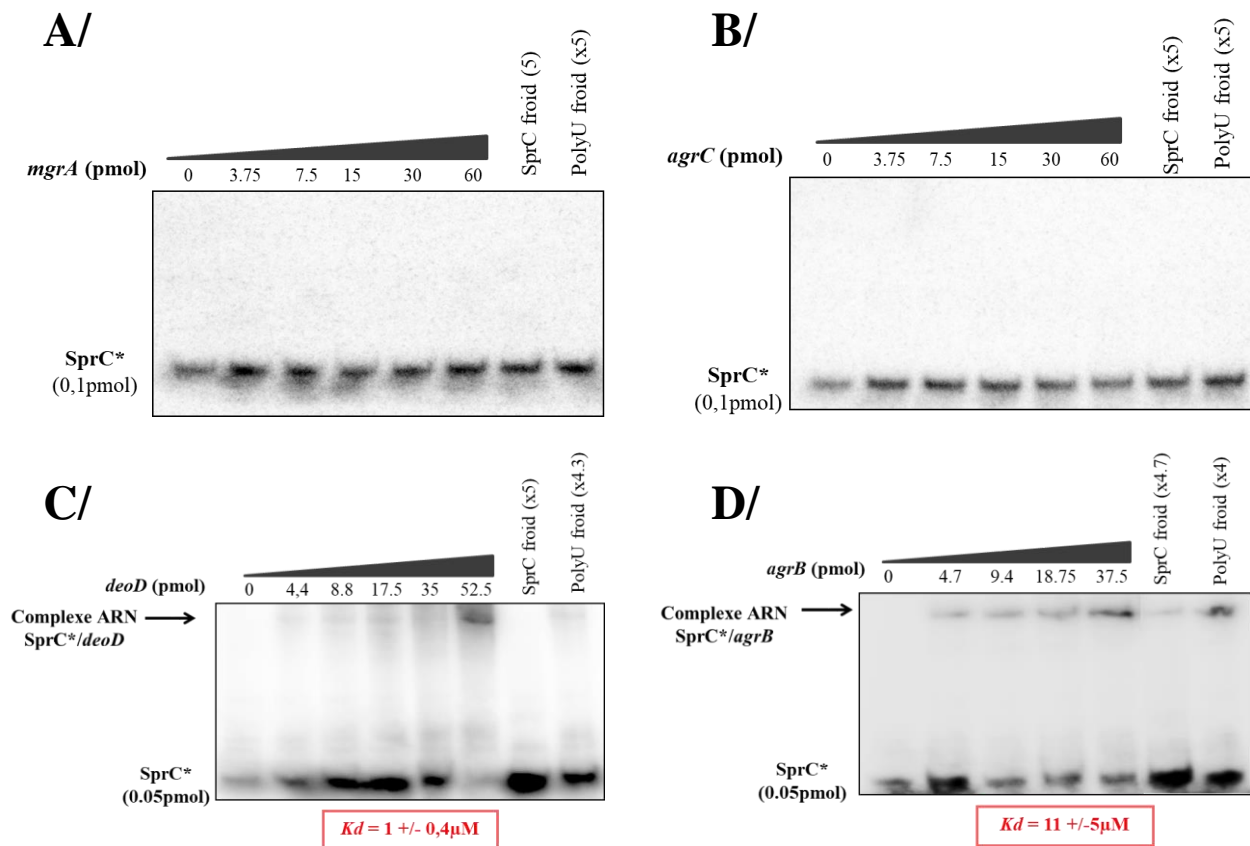 A/
SprC froid (5)
PolyU froid (x5)
mgrA (pmol)
0 3.75 7.5 15 30 60
SprC*
(0,1pmol)
B/
SprC froid (x5)
PolyU froid (x5)
agrC (pmol)
0 3.75 7.5 15 30 60
SprC*
(0,1pmol)
C/
SprC froid (x5)
PolyU froid (x4.3)
deoD (pmol)
0 4,4 8.8 17.5 35 52.5
Complexe ARN
SprC*/deoD
SprC*
(0.05pmol)
Kd = 1 +/- 0,4µM
D/
SprC froid (x4.7)
PolyU froid (x4)
agrB (pmol)
0 4.7 9.4 18.75 37.5
Complexe ARN
SprC*/agrB
SprC*
(0.05pmol)
Kd = 11 +/-5µM